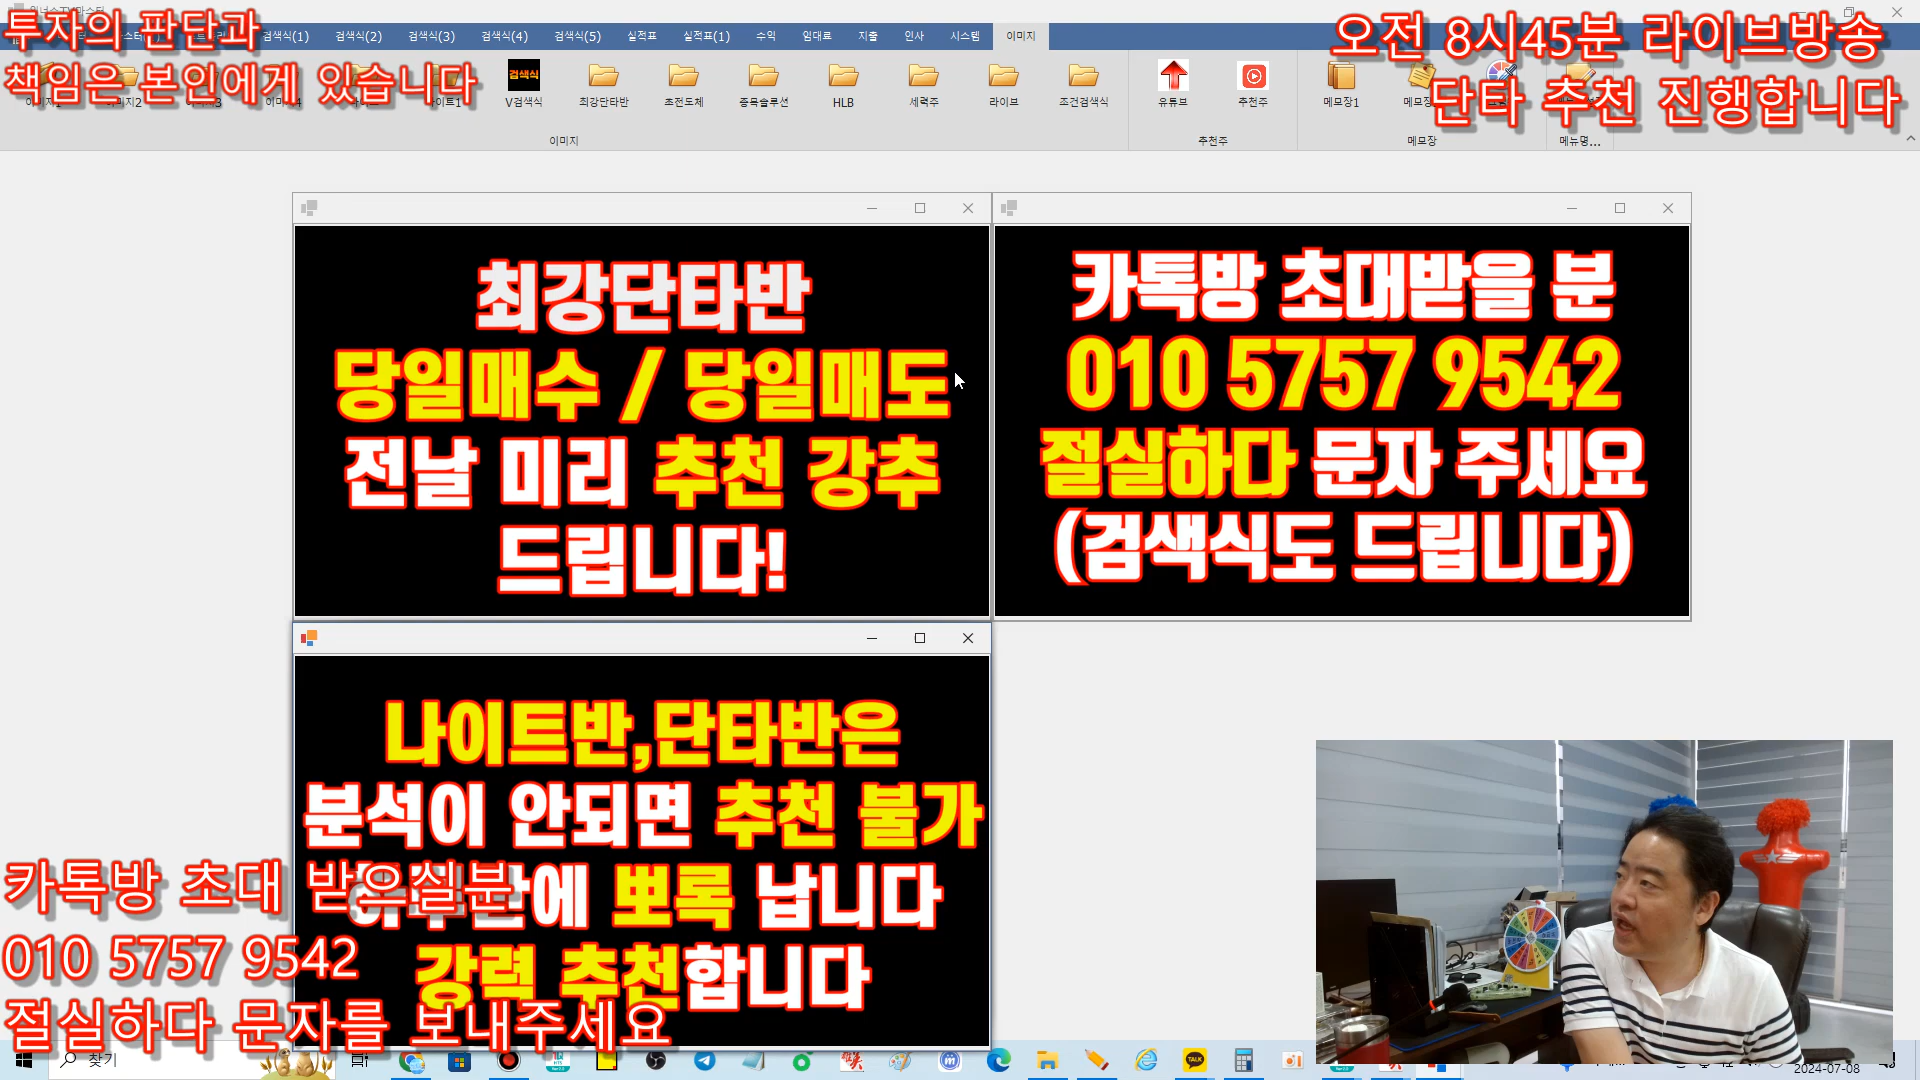 투자의 판단과
책임은 본인에게 있습니다
오전 8시45분 라이브방송
단타 추천 진행합니다
검색식(1) 검색식(2) 검색식(3) 검색식(4) 검색식(5) 실적표 실적표(1) 수익 임대료 지출 인사 시스템 이미지
검색식
V검색식 최강단타반 초전도체 종목솔루션 HLB 세력주 라이브 조건검색식 유튜브 추천주 메모장1
이미지 추천주 메모장 메뉴명...
최강단타반
당일매수 / 당일매도
전날 미리 추천 강추
드립니다!
카톡방 초대받을 분
010 5757 9542
절실하다 문자 주세요
(검색식도 드립니다)
나이트반,단타반은
분석이 안되면 추천 불가
뽀록 납니다
강력 추천합니다
카톡방 초대 받으실분
010 5757 9542
절실하다 문자를 보내주세요
찾기
TALK
2024-07-08